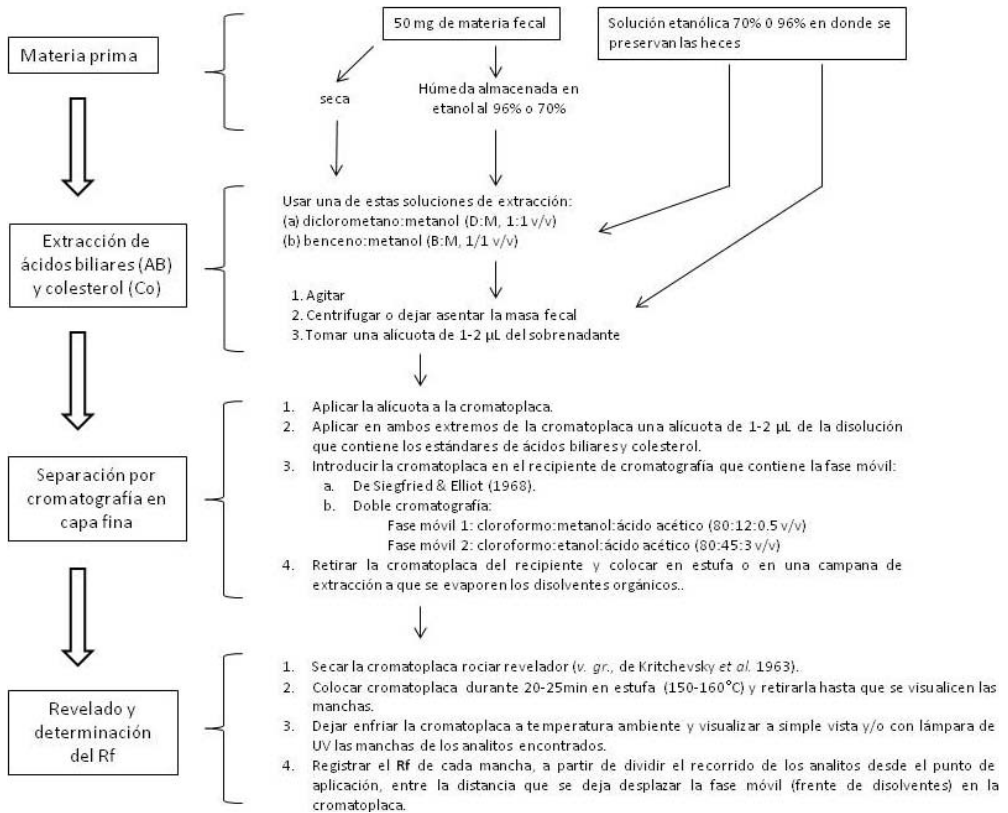 Materia prima
50 mg de materia fecal
Solución etanólica 70% 0 96% en donde se
preservan las heces
seca
Húmeda almacenada en
etanol al 96% o 70%
Extracción de
ácidos biliares (AB)
y colesterol (Co)
Usar una de estas soluciones de extracción:
(a) diclorometano:metanol (D:M, 1:1 v/v)
(b) benceno:metanol (B:M, 1/1 v/v)
1. Agitar
2. Centrifugar o dejar asentar la masa fecal
3. Tomar una alícuota de 1-2 µL del sobrenadante
Separación por
cromatografía en
capa fina
1. Aplicar la alícuota a la cromatoplaca.
2. Aplicar en ambos extremos de la cromatoplaca una alícuota de 1-2 µL de la disolución
que contiene los estándares de ácidos biliares y colesterol.
3. Introducir la cromatoplaca en el recipiente de cromatografía que contiene la fase móvil:
a. De Siegfried & Elliot (1968).
b. Doble cromatografía:
Fase móvil 1: cloroformo:metanol:ácido acético (80:12:0.5 v/v)
Fase móvil 2: cloroformo:etanol:ácido acético (80:45:3 v/v)
4. Retirar la cromatoplaca del recipiente y colocar en estufa o en una campana de
extracción a que se evaporen los disolventes orgánicos..
Revelado y
determinación
del Rf
1. Secar la cromatoplaca rociar revelador (v. gr., de Kritchevsky et al. 1963).
2. Colocar cromatoplaca durante 20-25min en estufa (150-160°C) y retirarla hasta que se visualicen las
manchas.
3. Dejar enfriar la cromatoplaca a temperatura ambiente y visualizar a simple vista y/o con lámpara de
UV las manchas de los analitos encontrados.
4. Registrar el Rf de cada mancha, a partir de dividir el recorrido de los analitos desde el punto de
aplicación, entre la distancia que se deja desplazar la fase móvil (frente de disolventes) en la
cromatoplaca.